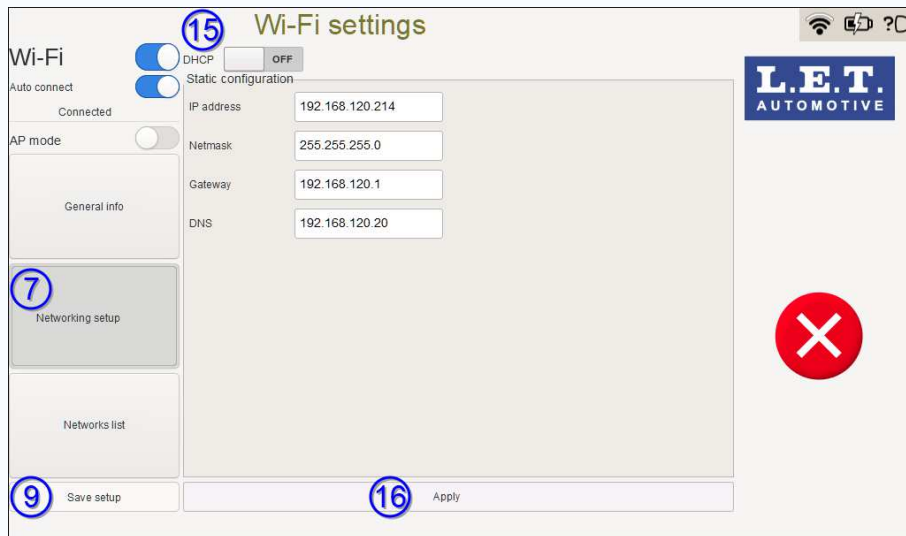 15 Wi-Fi settings
Wi-Fi
DHCP OFF
Auto connect
Static configuration
Connected
AP mode
IP address 192.168.120.214
Netmask 255.255.255.0
Gateway 192.168.120.1
DNS 192.168.120.20
General info
7
Networking setup
Networks list
9 Save setup
16 Apply
?
L.E.T.
AUTOMOTIVE